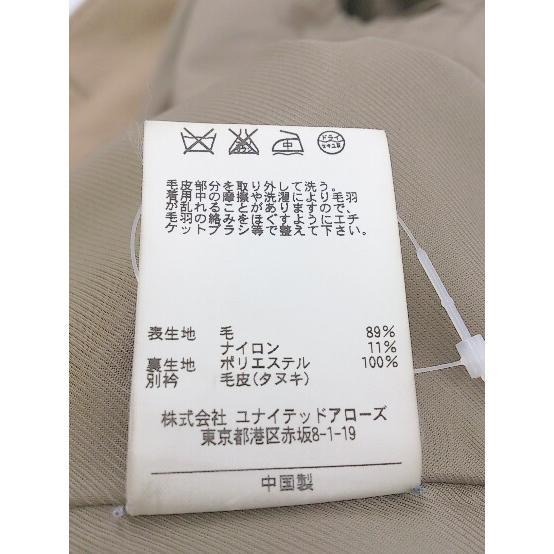 中
ドライ
セキユ系
毛皮部分を取り外して洗う。
着用中の摩擦や洗濯により毛羽
が乱れることがありますので、
毛羽の絡みをほぐすようにエチ
ケットブラシ等で整えて下さい。
表生地 毛 89%
ナイロン 11%
裏生地 ポリエステル 100%
別衿 毛皮(タヌキ)
株式会社 ユナイテッドアローズ
東京都港区赤坂8-1-19
中国製